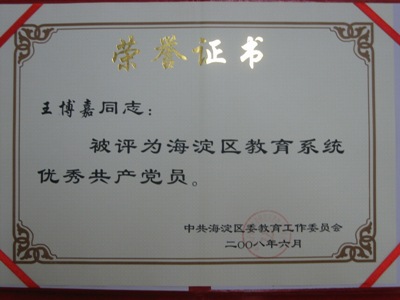 荣誉证书
王博嘉同志：
被评为海淀区教育系统
优秀共产党员。
中共海淀区委教育工作委员会
二〇〇八年六月